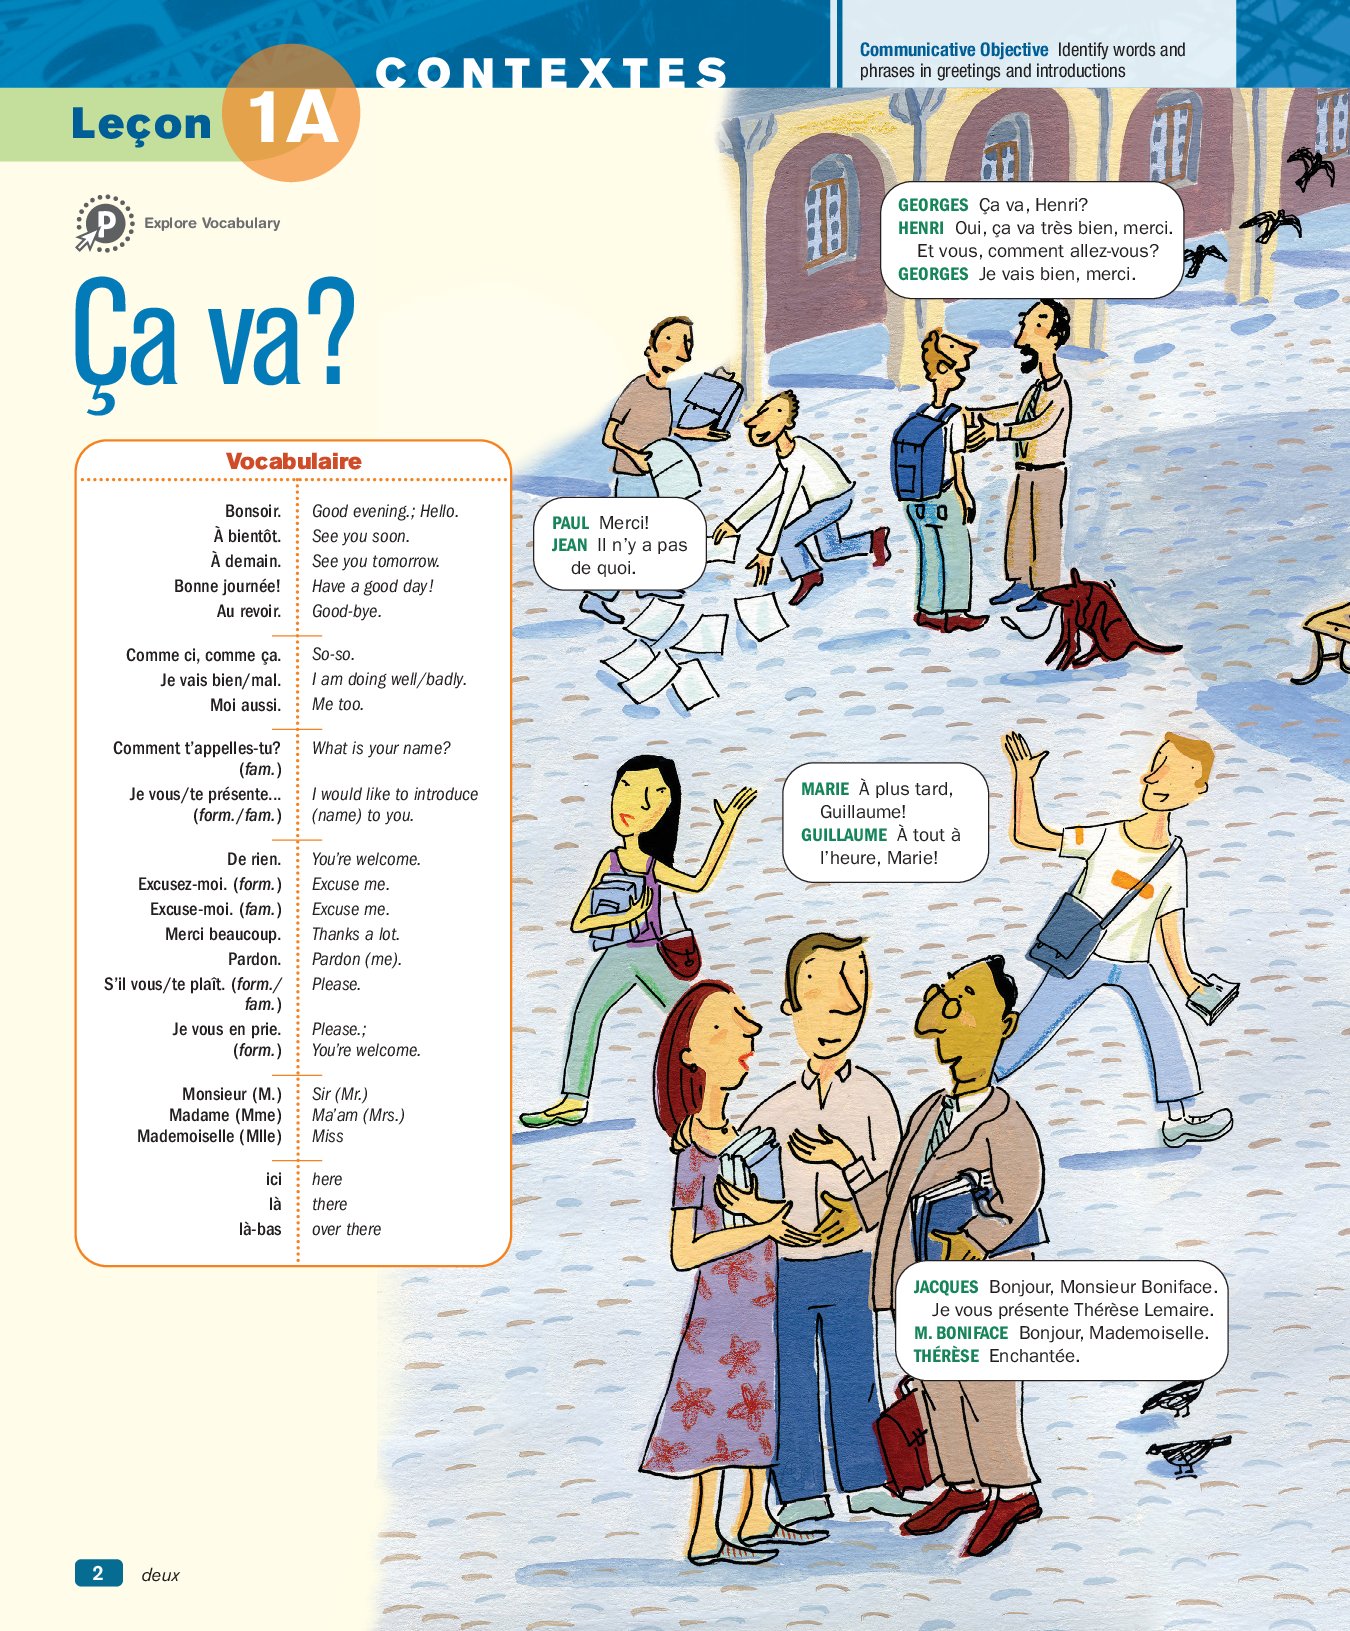 CONTEXTES
Communicative Objective Identify words and
phrases in greetings and introductions
Leçon 1A
P
Explore Vocabulary
Ça va?
GEORGES Ça va, Henri?
HENRI Oui, ça va très bien, merci.
Et vous, comment allez-vous?
GEORGES Je vais bien, merci.
PAUL Merci!
JEAN Il n’y a pas
de quoi.
Vocabulaire
Bonsoir. Good evening.; Hello.
À bientôt. See you soon.
À demain. See you tomorrow.
Bonne journée! Have a good day!
Au revoir. Good-bye.
Comme ci, comme ça. So-so.
Je vais bien/mal. I am doing well/badly.
Moi aussi. Me too.
Comment t’appelles-tu? What is your name?
(fam.)
Je vous/te présente... I would like to introduce
(form./fam.) (name) to you.
De rien. You’re welcome.
Excusez-moi. (form.) Excuse me.
Excuse-moi. (fam.) Excuse me.
Merci beaucoup. Thanks a lot.
Pardon. Pardon (me).
S’il vous/te plaît. (form./ Please.
fam.)
Je vous en prie. Please.;
(form.) You’re welcome.
Monsieur (M.) Sir (Mr.)
Madame (Mme) Ma’am (Mrs.)
Mademoiselle (Mlle) Miss
ici here
là there
là-bas over there
MARIE À plus tard,
Guillaume!
GUILLAUME À tout à
l’heure, Marie!
JACQUES Bonjour, Monsieur Boniface.
Je vous présente Thérèse Lemaire.
M. BONIFACE Bonjour, Mademoiselle.
THÉRÈSE Enchantée.
2 deux